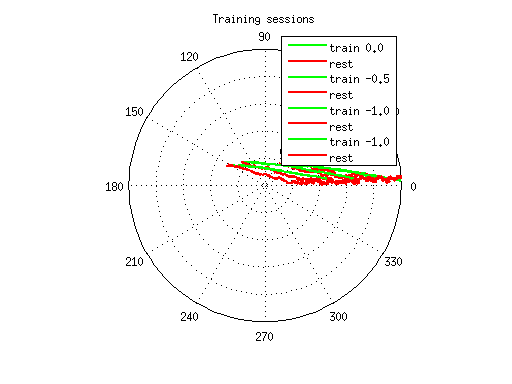 Training sessions
90
120
150
180
210
240
270
300
330
0
train 0.0
rest
train -0.5
rest
train -1.0
rest
train -1.0
rest